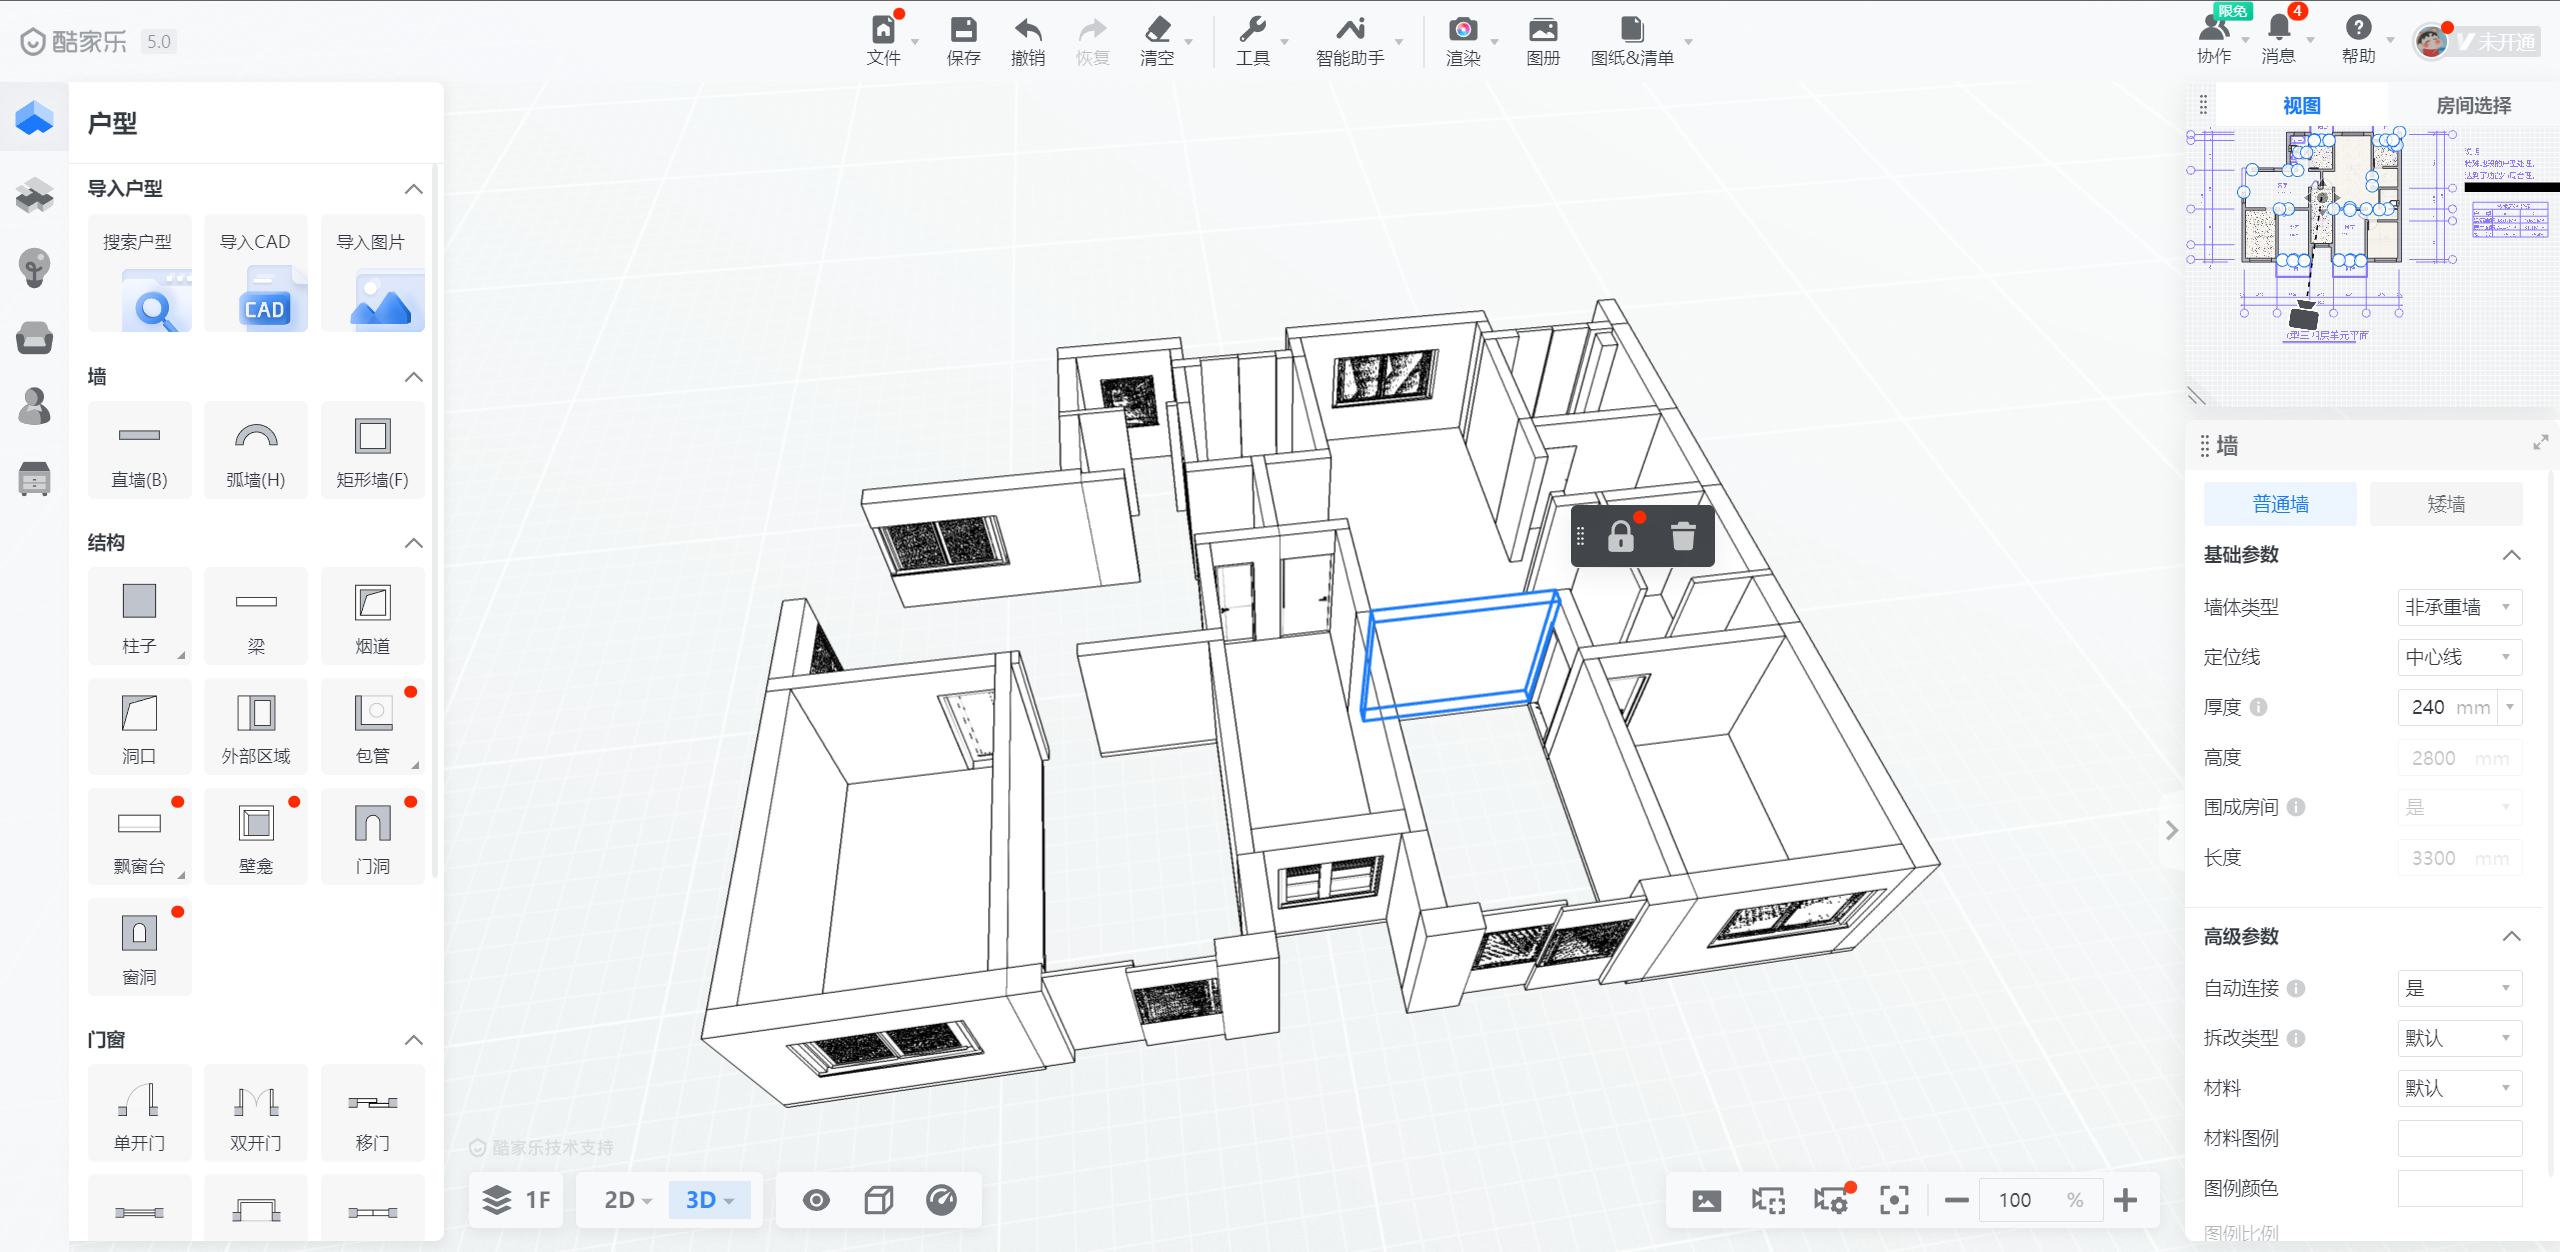 酷家乐 5.0
文件
保存
撤销
恢复
清空
工具
智能助手
渲染
图册
图纸&清单
限免
协作
4
消息
帮助
V 未开通
户型
导入户型
搜索户型
导入CAD
CAD
导入图片
墙
直墙(B)
弧墙(H)
矩形墙(F)
结构
柱子
梁
烟道
洞口
外部区域
包管
飘窗台
壁龛
门洞
窗洞
门窗
单开门
双开门
移门
酷家乐技术支持
1F
2D
3D
100 %
视图
房间选择
墙
普通墙
矮墙
基础参数
墙体类型 非承重墙
定位线 中心线
厚度 240 mm
高度 2800 mm
围成房间 是
长度 3300 mm
高级参数
自动连接 是
拆改类型 默认
材料 默认
材料图例
图例颜色
图例比例